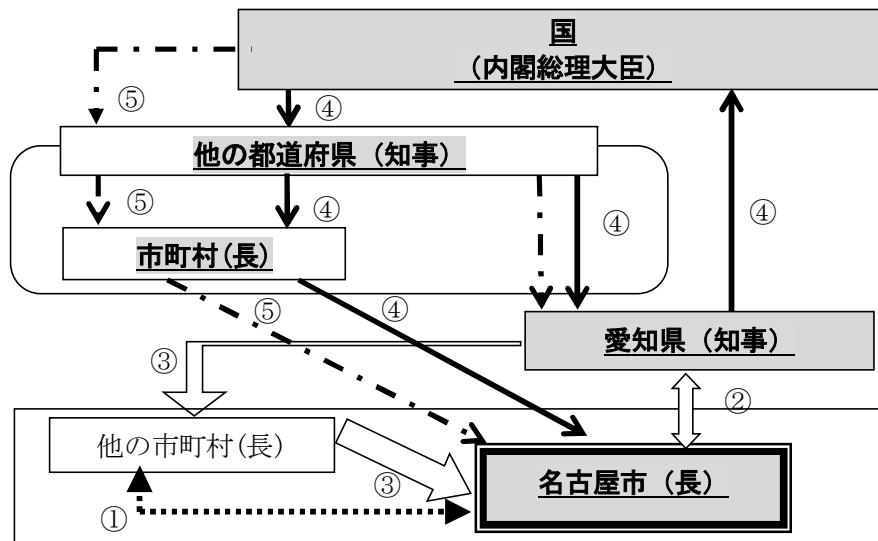 国
（内閣総理大臣）
⑤
④
他の都道府県（知事）
⑤
④
④
④
市町村(長)
⑤
④
愛知県（知事）
③
②
他の市町村(長)
③
名古屋市（長）
①